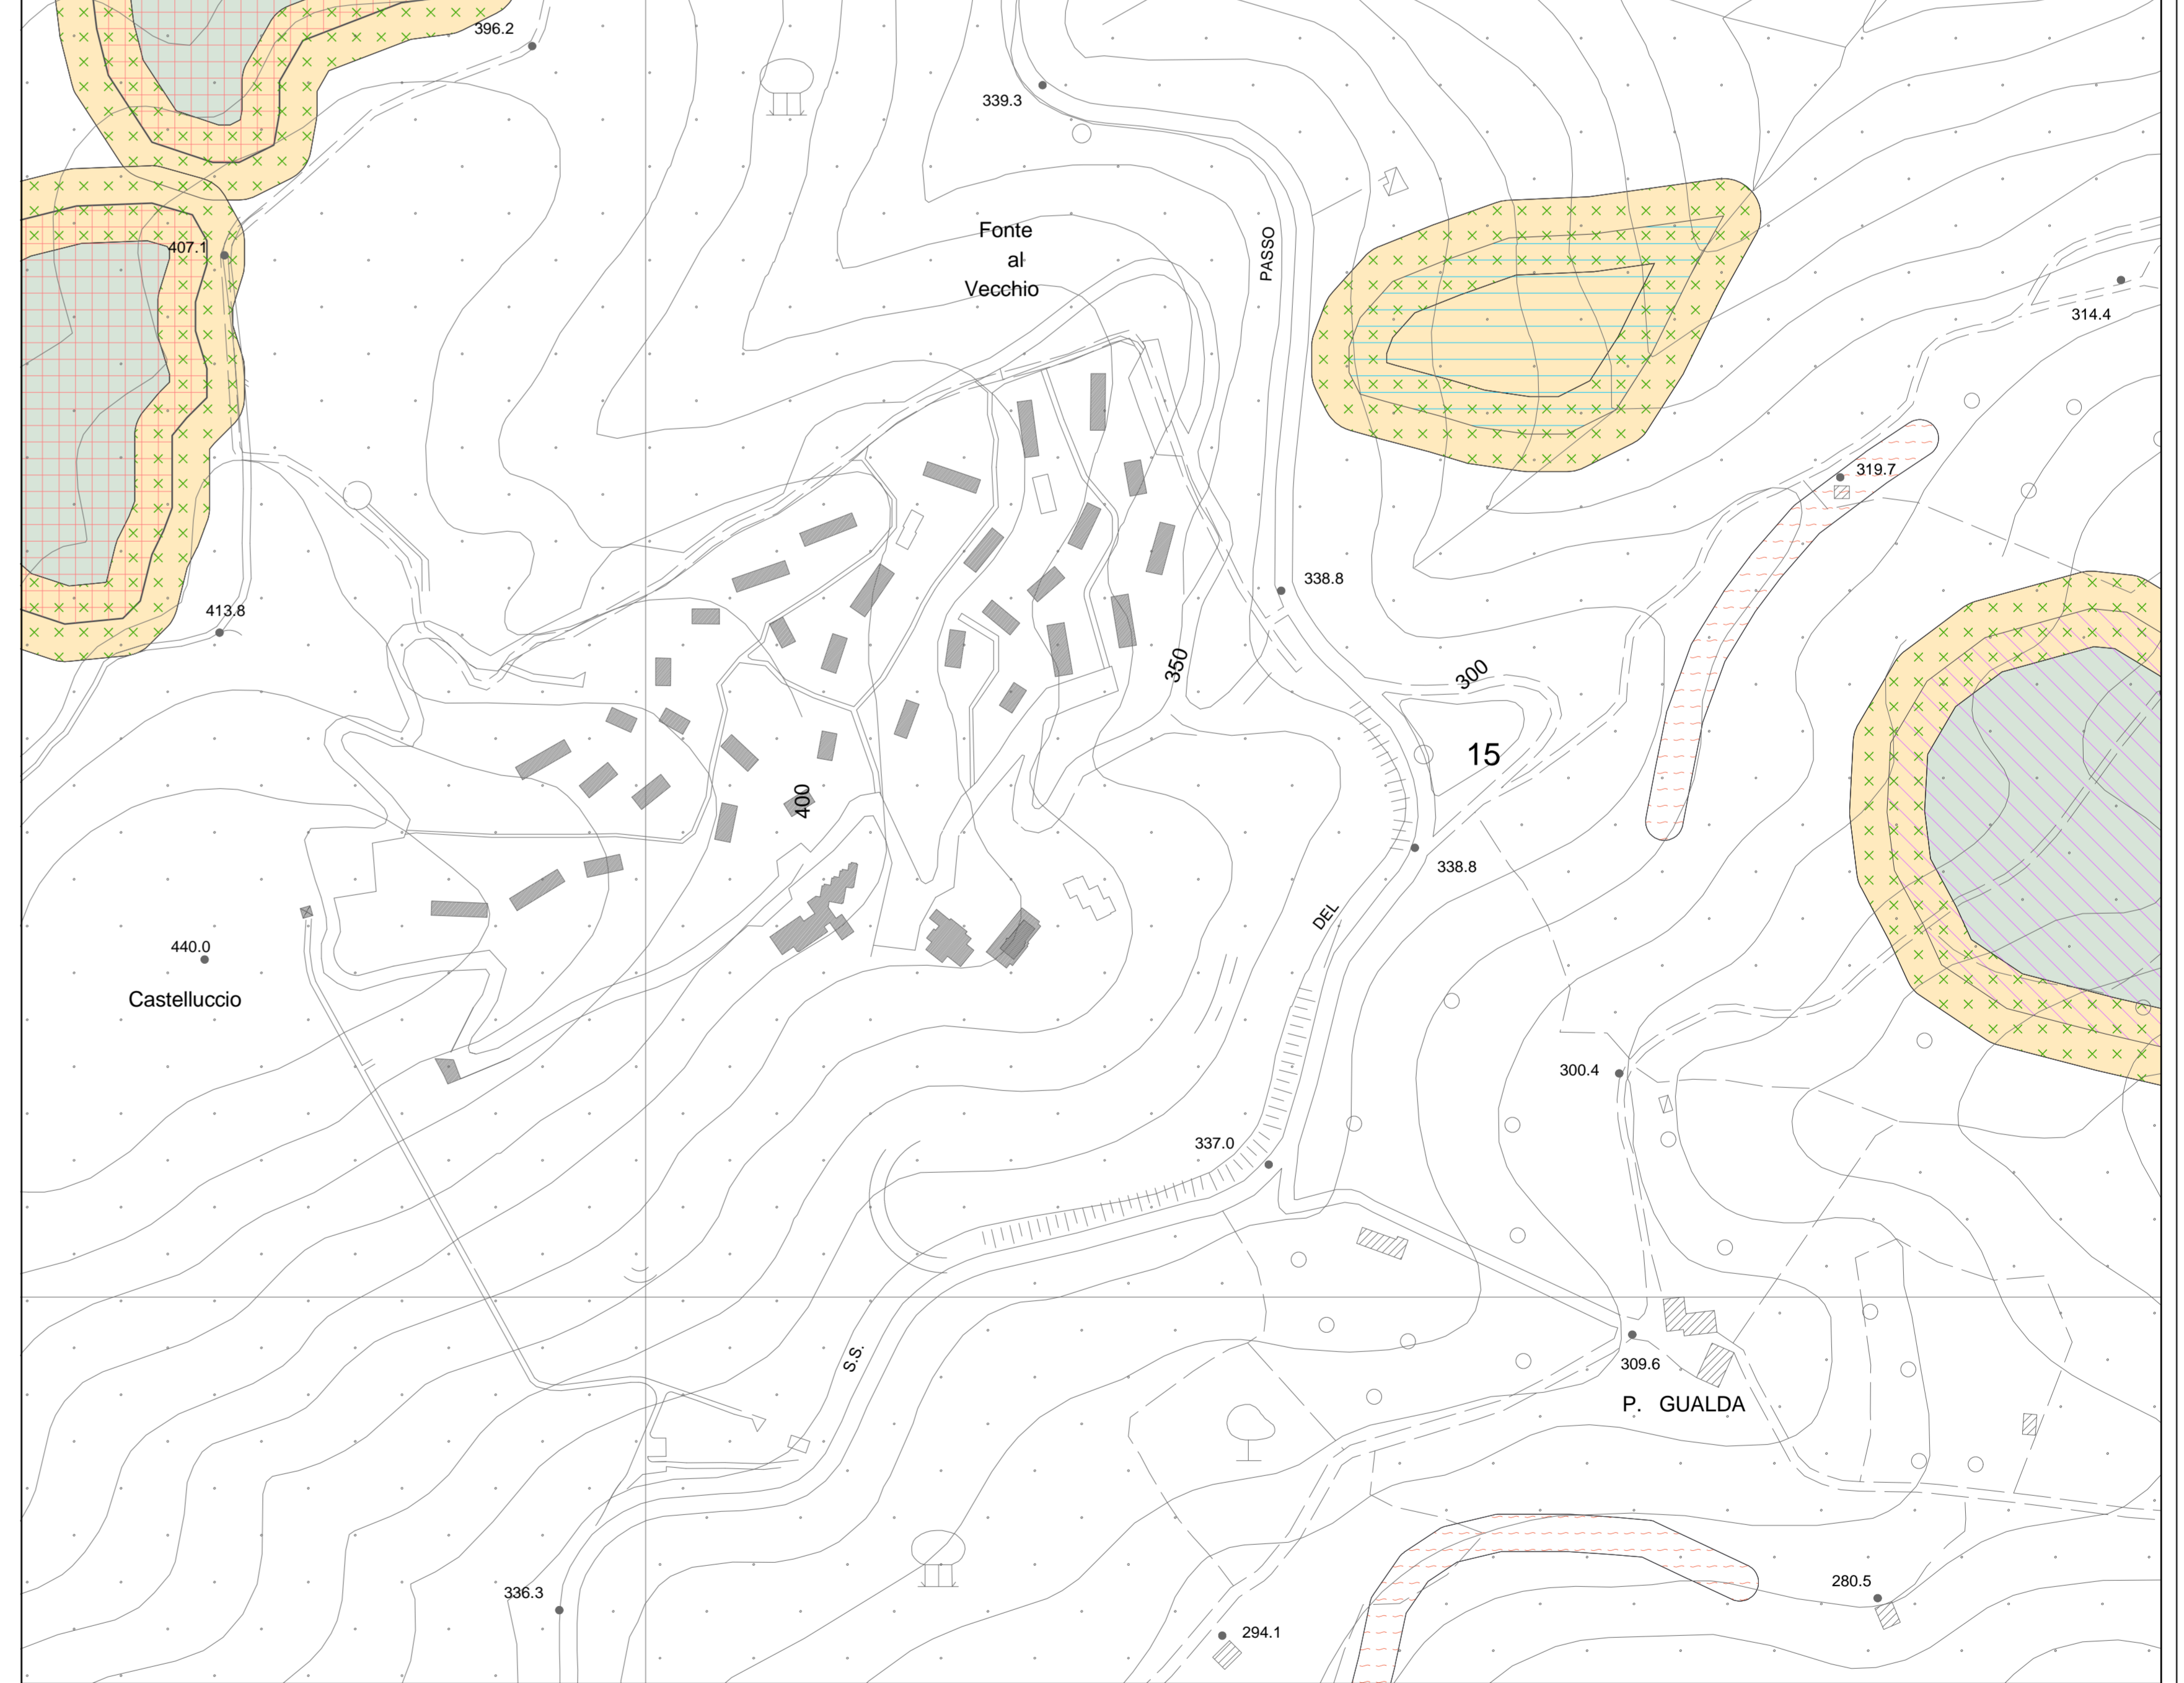 396.2
339.3
Fonte
al
Vecchio
PASSO
407.1
314.4
319.7
338.8
413.8
350
300
15
400
338.8
DEL
440.0
Castelluccio
300.4
337.0
S.S.
309.6
P. GUALDA
336.3
280.5
294.1